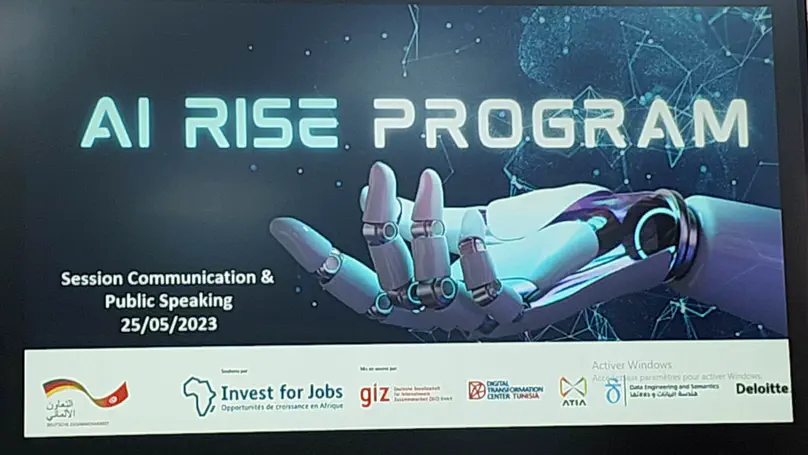 AI RISE PROGRAM
Session Communication &
Public Speaking
25/05/2023
Activer Windows
Accédez aux paramètres pour activer Windows.
التعاون
الألماني
DEUTSCHE ZUSAMMENARBEIT
Soutenu par
Invest for Jobs
Opportunités de croissance en Afrique
Mis en œuvre par
giz
Deutsche Gesellschaft
für Internationale
Zusammenarbeit (GIZ) GmbH
DIGITAL
TRANSFORMATION
CENTER TUNISIA
ATIA
Data Engineering and Semantics
هندسة البيانات و
Deloitte.